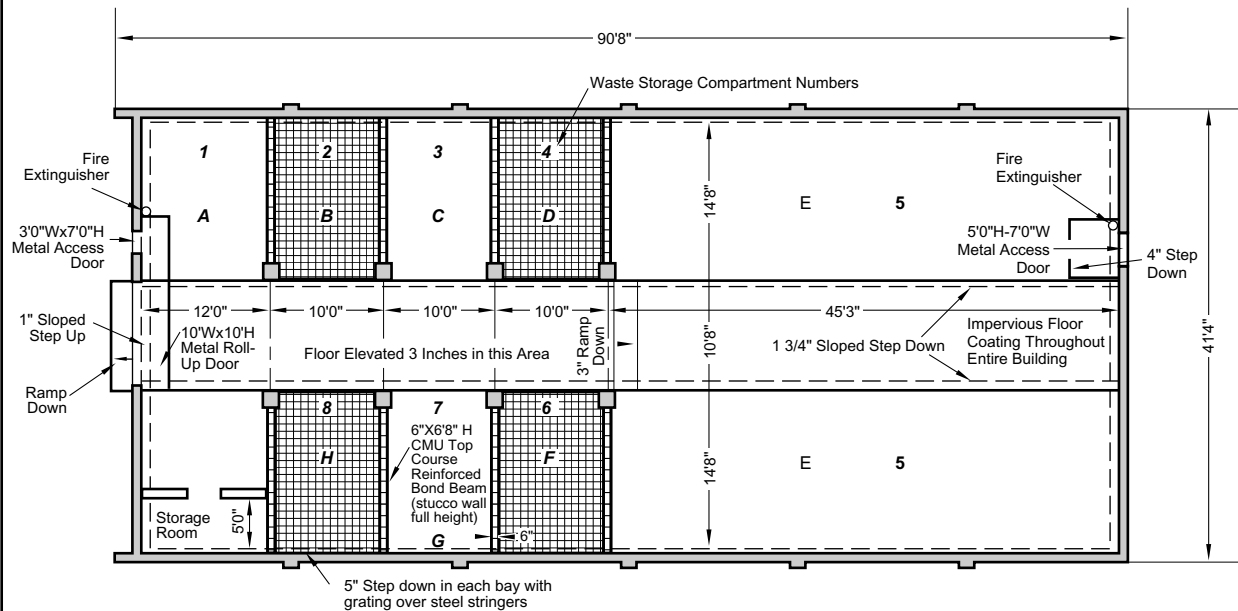 90'8"
Waste Storage Compartment Numbers
Fire
Extinguisher
1
2
3
4
A
B
C
D
E
5
14'8"
Fire
Extinguisher
3'0"Wx7'0"H
Metal Access
Door
5'0"H-7'0"W
Metal Access
Door
4" Step
Down
41'4"
12'0"
10'0"
10'0"
10'0"
45'3"
1" Sloped
Step Up
10'Wx10'H
Metal Roll-
Up Door
Floor Elevated 3 Inches in this Area
3" Ramp
Down
10'8"
1 3/4" Sloped Step Down
Impervious Floor
Coating Throughout
Entire Building
Ramp
Down
8
7
6
H
6"X6'8" H
CMU Top
Course
Reinforced
Bond Beam
(stucco wall
full height)
F
E
5
14'8"
Storage
Room
5'0"
G
6"
5" Step down in each bay with
grating over steel stringers